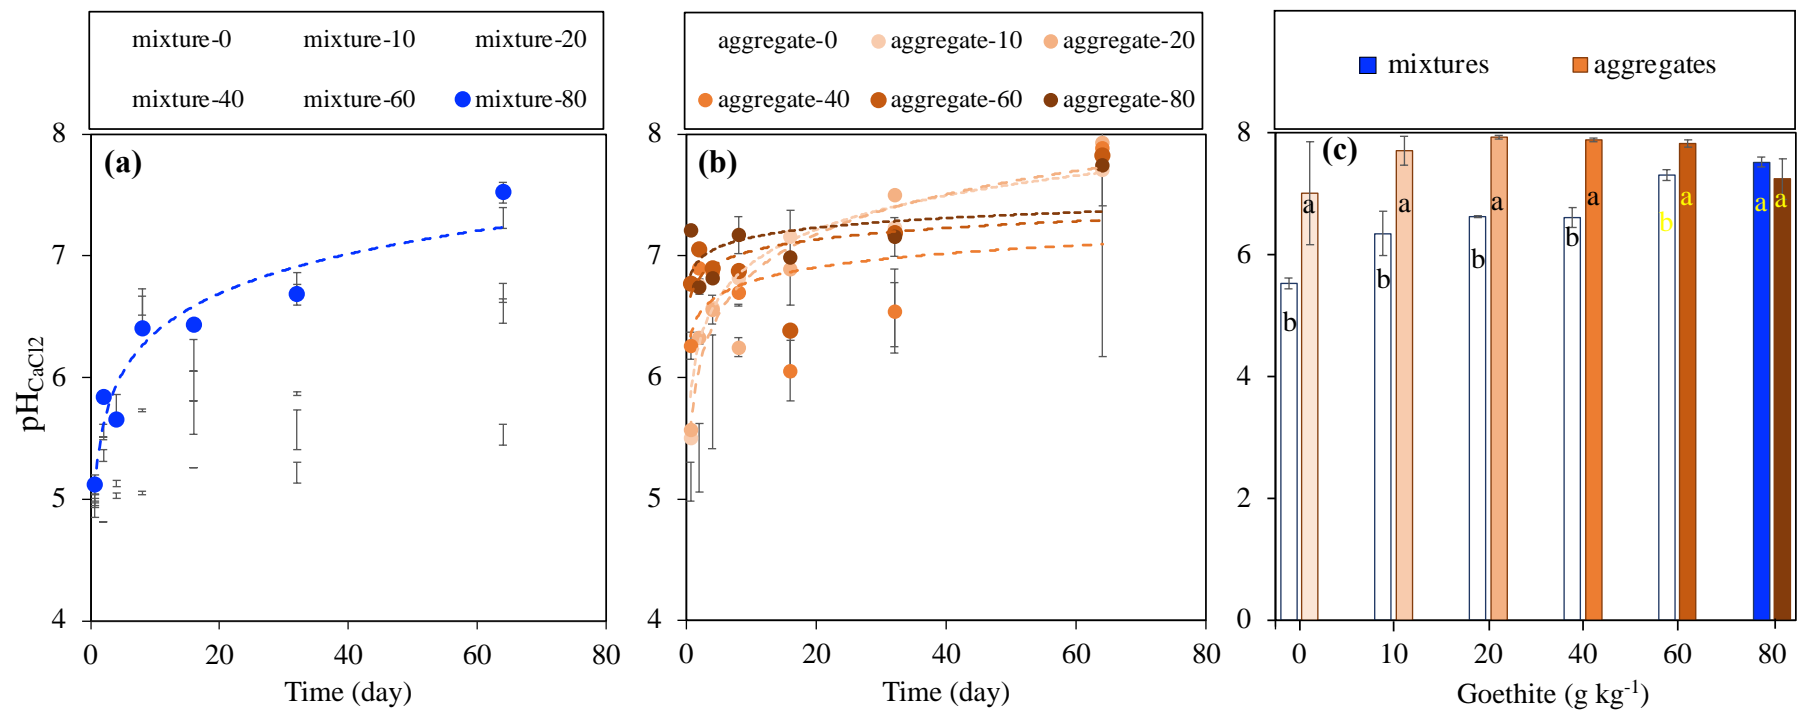 mixture-0 mixture-10 mixture-20
mixture-40 mixture-60 mixture-80
(a)
8
7
6
5
4
0 20 40 60 80
pHCaCl2
Time (day)
aggregate-0 aggregate-10 aggregate-20
aggregate-40 aggregate-60 aggregate-80
(b)
8
7
6
5
4
0 20 40 60 80
Time (day)
mixtures aggregates
(c)
8
6
4
2
0
b a b a b a b a b a a a
0 10 20 40 60 80
Goethite (g kg-1)